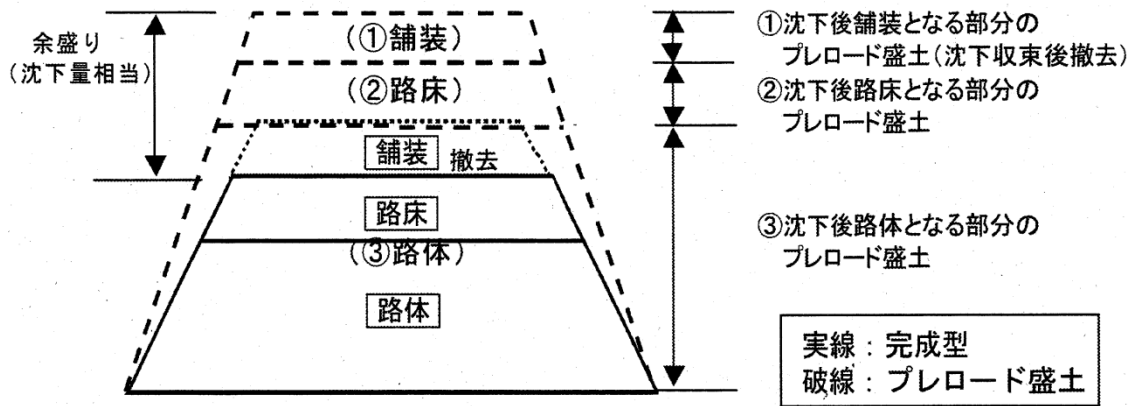 余盛り
(沈下量相当)
(①舗装)
(②路床)
舗装 撤去
路床
(③路体)
路体
①沈下後舗装となる部分の
プレロード盛土(沈下収束後撤去)
②沈下後路床となる部分の
プレロード盛土
③沈下後路体となる部分の
プレロード盛土
実線：完成型
破線：プレロード盛土